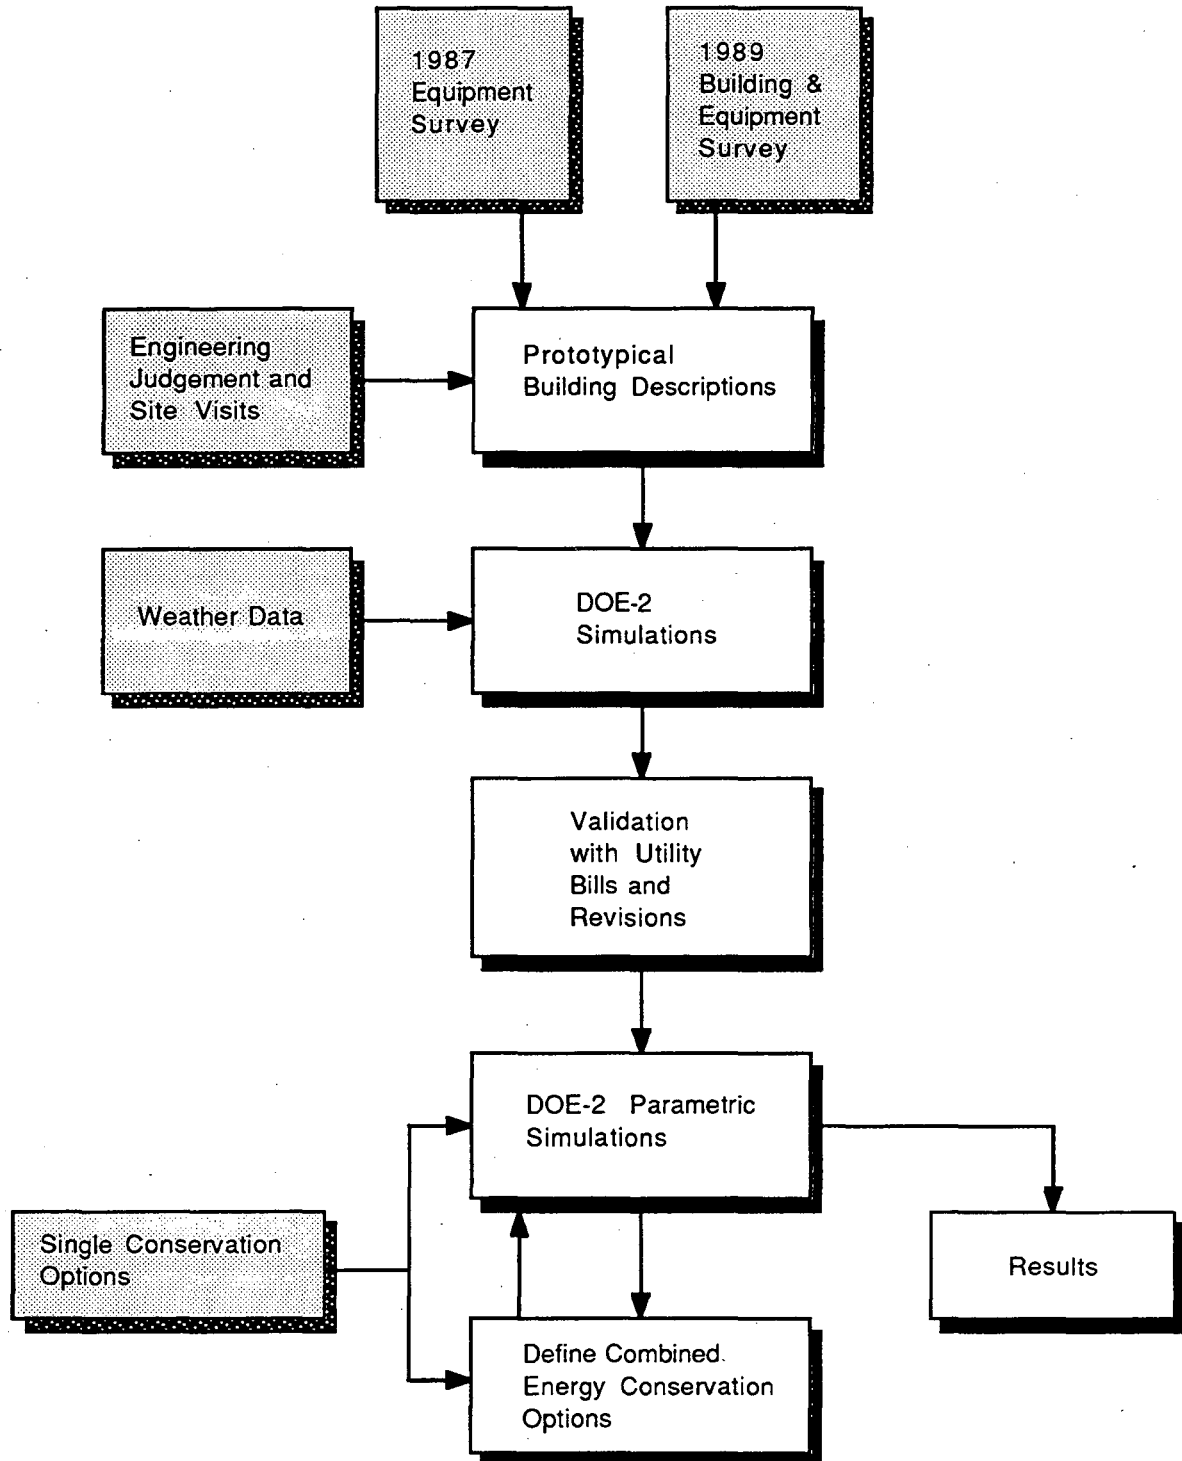 1987
Equipment
Survey
1989
Building &
Equipment
Survey
Engineering
Judgement and
Site Visits
Prototypical
Building Descriptions
Weather Data
DOE-2
Simulations
Validation
with Utility
Bills and
Revisions
DOE-2 Parametric
Simulations
Single Conservation
Options
Results
Define Combined
Energy Conservation
Options